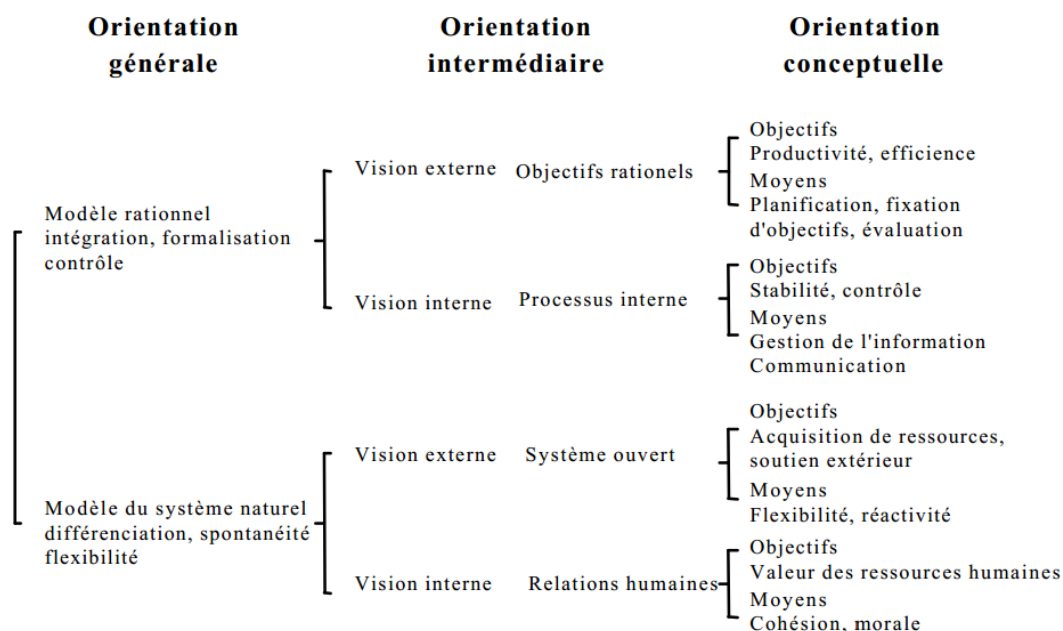 Orientation
générale
Orientation
intermédiaire
Orientation
conceptuelle
Modèle rationnel
intégration, formalisation
contrôle
Vision externe Objectifs rationels
Objectifs
Productivité, efficience
Moyens
Planification, fixation
d'objectifs, évaluation
Vision interne Processus interne
Objectifs
Stabilité, contrôle
Moyens
Gestion de l'information
Communication
Modèle du système naturel
différenciation, spontanéité
flexibilité
Vision externe Système ouvert
Objectifs
Acquisition de ressources,
soutien extérieur
Moyens
Flexibilité, réactivité
Vision interne Relations humaines
Objectifs
Valeur des ressources humaines
Moyens
Cohésion, morale